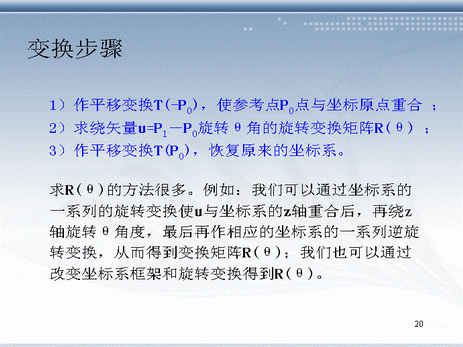 变换步骤
1）作平移变换T(-P0)，使参考点P0点与坐标原点重合 ；
2）求绕矢量u=P1－P0旋转θ角的旋转变换矩阵R(θ) ；
3）作平移变换T(P0)，恢复原来的坐标系。
求R(θ)的方法很多。例如：我们可以通过坐标系的
一系列的旋转变换使u与坐标系的z轴重合后，再绕z
轴旋转θ角度，最后再作相应的坐标系的一系列逆旋
转变换，从而得到变换矩阵R(θ)；我们也可以通过
改变坐标系框架和旋转变换得到R(θ)。
20